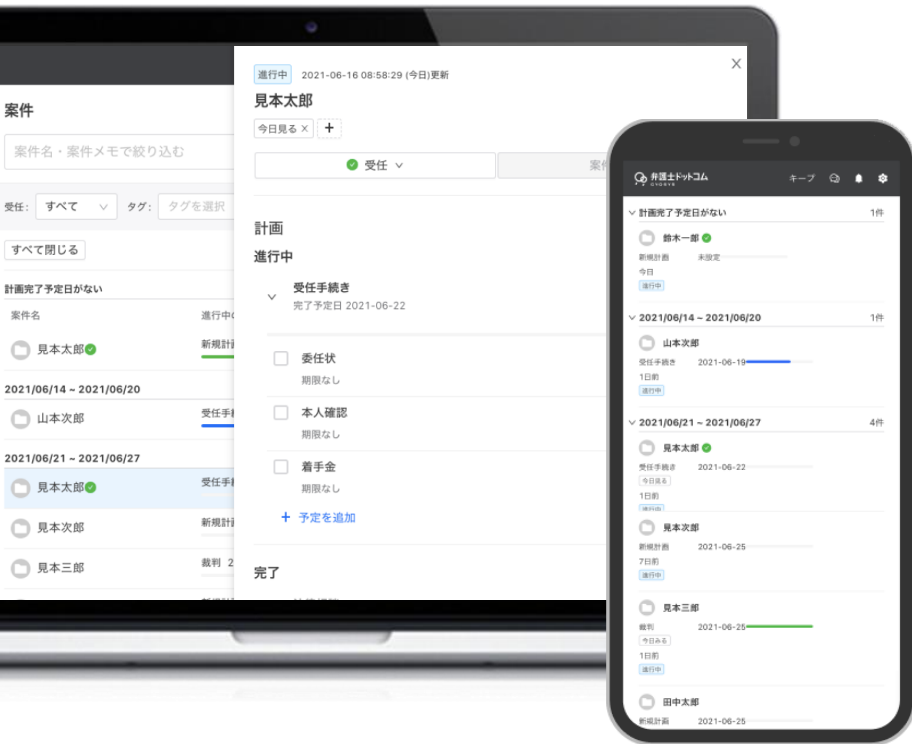 案件
案件名・案件メモで絞り込む
受任: すべて タグ: タグを選択
すべて閉じる
計画完了予定日がない
案件名 進行中の
見本太郎 新規計
2021/06/14 ~ 2021/06/20
山本次郎 受任手
2021/06/21 ~ 2021/06/27
見本太郎 受任手
見本次郎 新規計
見本三郎 裁判 2
進行中 2021-06-16 08:58:29 (今日)更新
見本太郎
今日見る × +
受任 案件
計画
進行中
受任手続き
完了予定日 2021-06-22
委任状
期限なし
本人確認
期限なし
着手金
期限なし
+ 予定を追加
完了
弁護士ドットコム キープ
計画完了予定日がない 1件
鈴木一郎
新規計画 未設定
今日
進行中
2021/06/14 ~ 2021/06/20 1件
山本次郎
受任手続き 2021-06-19
1日前
進行中
2021/06/21 ~ 2021/06/27 4件
見本太郎
受任手続き 2021-06-22
今日見る
1日前
進行中
見本次郎
新規計画 2021-06-25
7日前
進行中
見本三郎
裁判 2021-06-25
今日みる
1日前
進行中
田中太郎
新規計画 2021-06-25